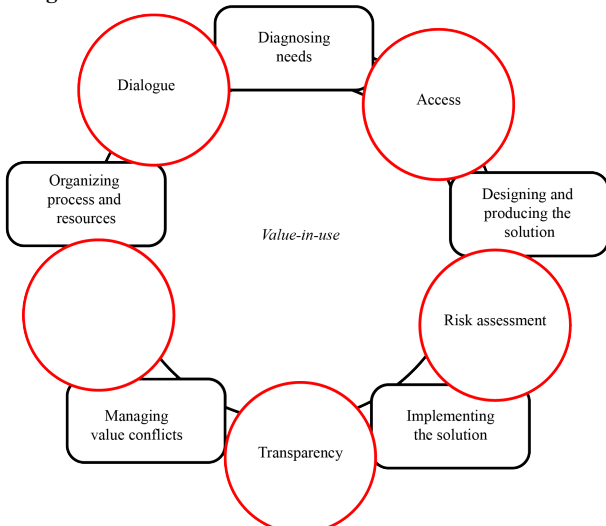 Diagnosing
needs
Dialogue
Access
Organizing
process and
resources
Designing and
producing the
solution
Value-in-use
Risk assessment
Managing
value conflicts
Implementing
the solution
Transparency